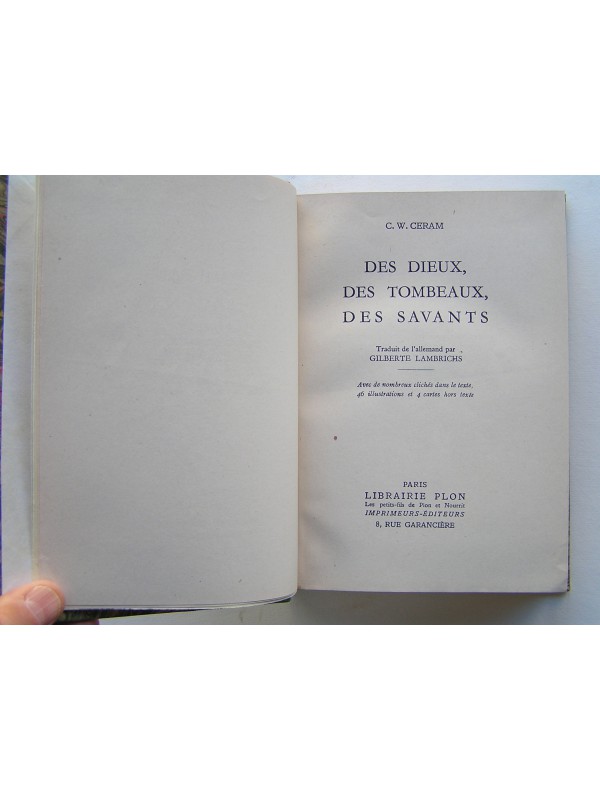 C. W. CERAM
DES DIEUX,
DES TOMBEAUX,
DES SAVANTS
Traduit de l'allemand par
GILBERTE LAMBRICHS
Avec de nombreux clichés dans le texte,
46 illustrations et 4 cartes hors texte
PARIS
LIBRAIRIE PLON
Les petits-fils de Plon et Nourrit
IMPRIMEURS-ÉDITEURS
8, RUE GARANCIÈRE